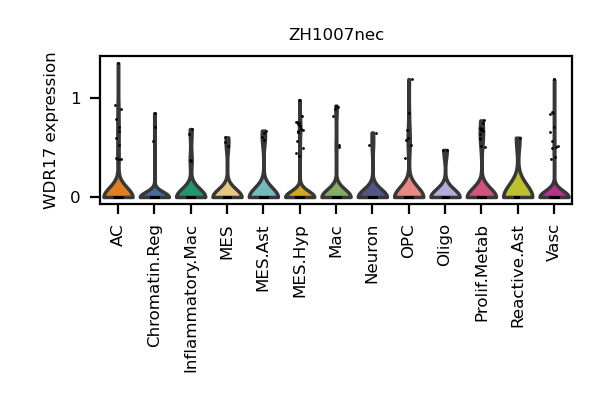 ZH1007nec
WDR17 expression
1
0
AC
Chromatin.Reg
Inflammatory.Mac
MES
MES.Ast
MES.Hyp
Mac
Neuron
OPC
Oligo
Prolif.Metab
Reactive.Ast
Vasc